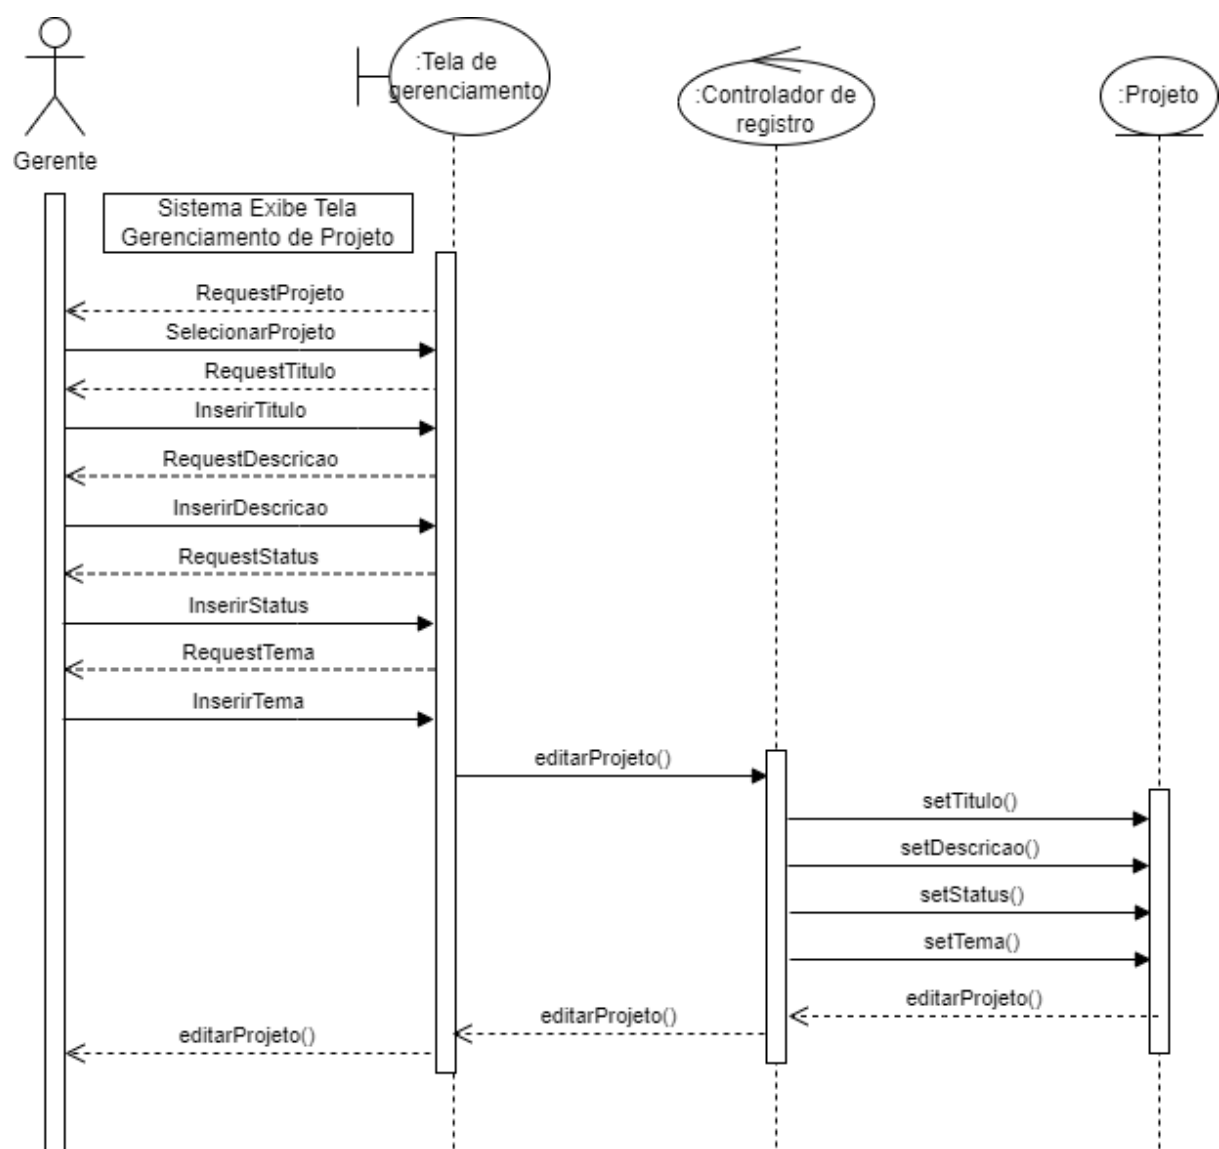 :Tela de
gerenciamento
:Controlador de
registro
:Projeto
Gerente
Sistema Exibe Tela
Gerenciamento de Projeto
RequestProjeto
SelecionarProjeto
RequestTitulo
InserirTitulo
RequestDescricao
InserirDescricao
RequestStatus
InserirStatus
RequestTema
InserirTema
editarProjeto()
setTitulo()
setDescricao()
setStatus()
setTema()
editarProjeto()
editarProjeto()
editarProjeto()